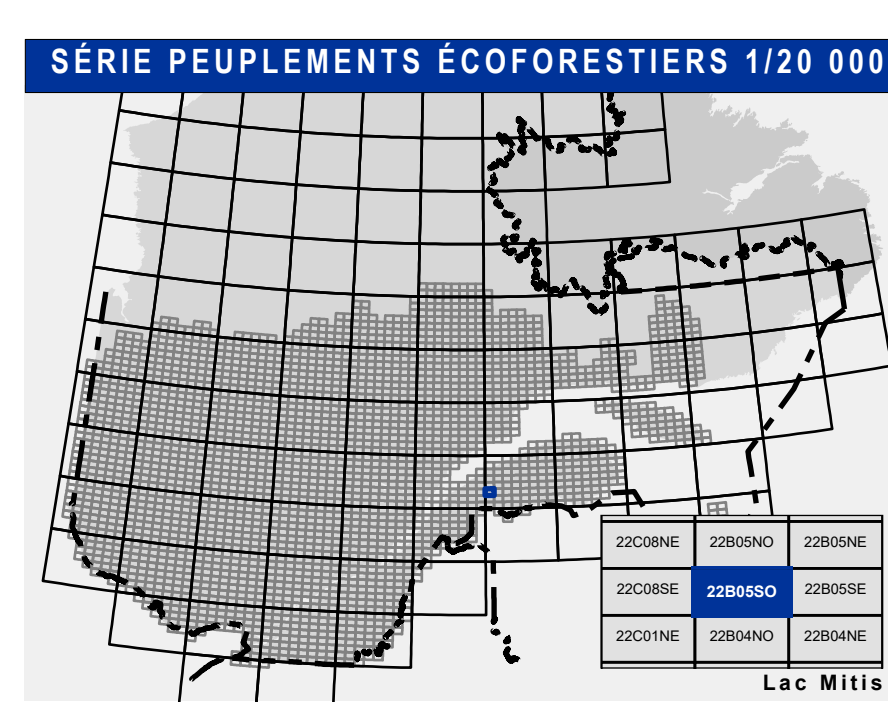 SÉRIE PEUPLEMENTS ÉCOFORESTIERS 1/20 000
22C08NE 22B05NO 22B05NE
22C08SE 22B05SO 22B05SE
22C01NE 22B04NO 22B04NE
Lac Mitis